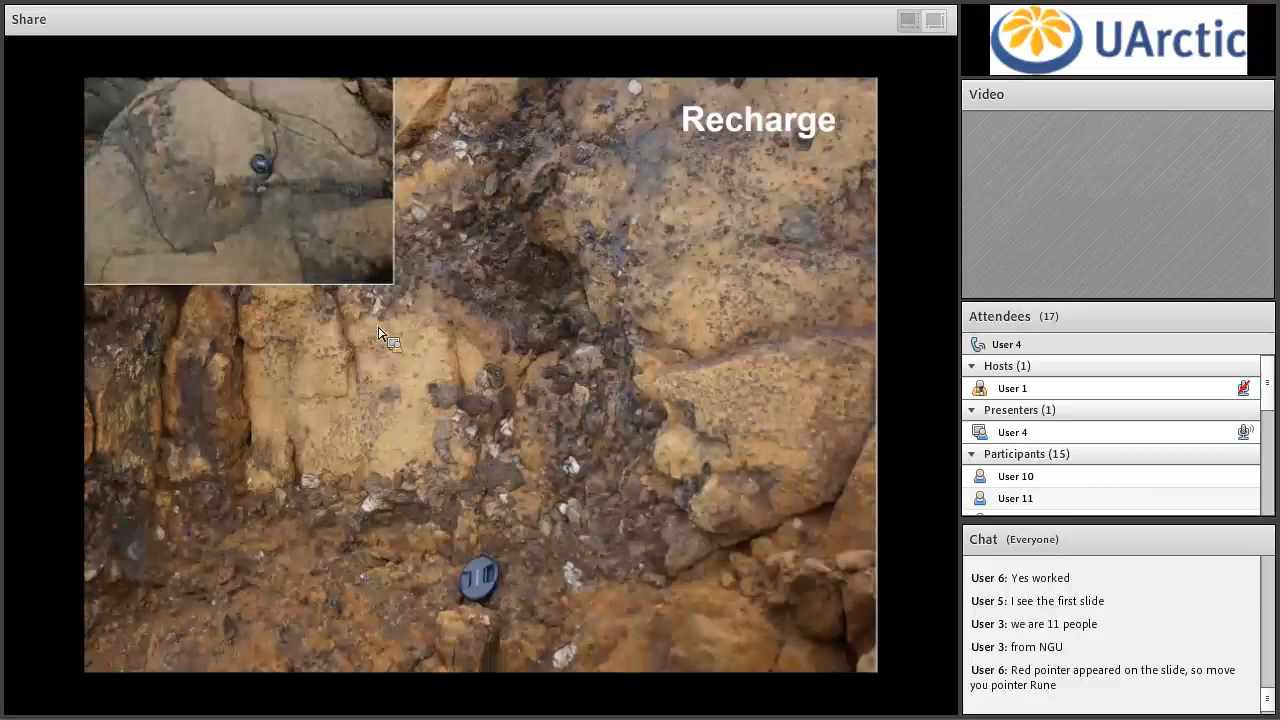 Share
Recharge
UArctic
Video
Attendees (17)
User 4
Hosts (1)
User 1
Presenters (1)
User 4
Participants (15)
User 10
User 11
Chat (Everyone)
User 6: Yes worked
User 5: I see the first slide
User 3: we are 11 people
User 3: from NGU
User 6: Red pointer appeared on the slide, so move
you pointer Rune